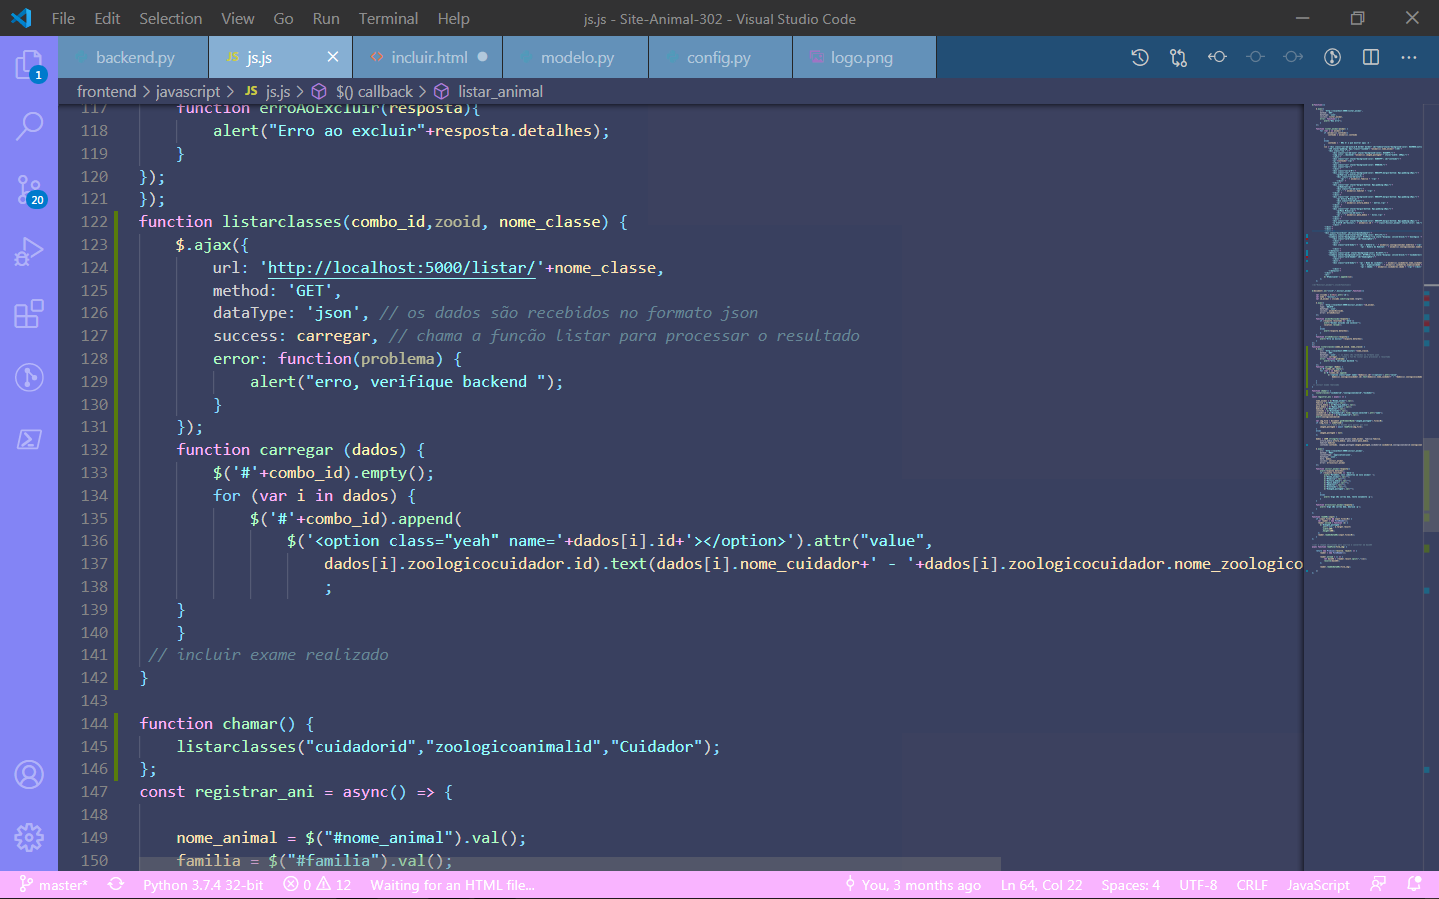 File Edit Selection View Go Run Terminal Help js.js - Site-Animal-302 - Visual Studio Code
backend.py JS js.js incluir.html modelo.py config.py logo.png
frontend > javascript > JS js.js > $() callback > listar_animal
117 function erroAoExcluir(resposta){
118 alert("Erro ao excluir"+resposta.detalhes);
119 }
120 });
121 });
122 function listarclasses(combo_id,zooid, nome_classe) {
123 $.ajax({
124 url: 'http://localhost:5000/listar/'+nome_classe,
125 method: 'GET',
126 dataType: 'json', // os dados são recebidos no formato json
127 success: carregar, // chama a função listar para processar o resultado
128 error: function(problema) {
129 alert("erro, verifique backend ");
130 }
131 });
132 function carregar (dados) {
133 $('#'+combo_id).empty();
134 for (var i in dados) {
135 $('#'+combo_id).append(
136 $('<option class="yeah" name='+dados[i].id+'></option>').attr("value",
137 dados[i].zoologicocuidador.id).text(dados[i].nome_cuidador+' - '+dados[i].zoologicocuidador.nome_zoologico
138 ;
139 }
140 }
141 // incluir exame realizado
142 }
143
144 function chamar() {
145 listarclasses("cuidadorid","zoologicoanimalid","Cuidador");
146 };
147 const registrar_ani = async() => {
148
149 nome_animal = $("#nome_animal").val();
150 familia = $("#familia").val();
1
20
master* Python 3.7.4 32-bit 0 12 Waiting for an HTML file... You, 3 months ago Ln 64, Col 22 Spaces: 4 UTF-8 CRLF JavaScript